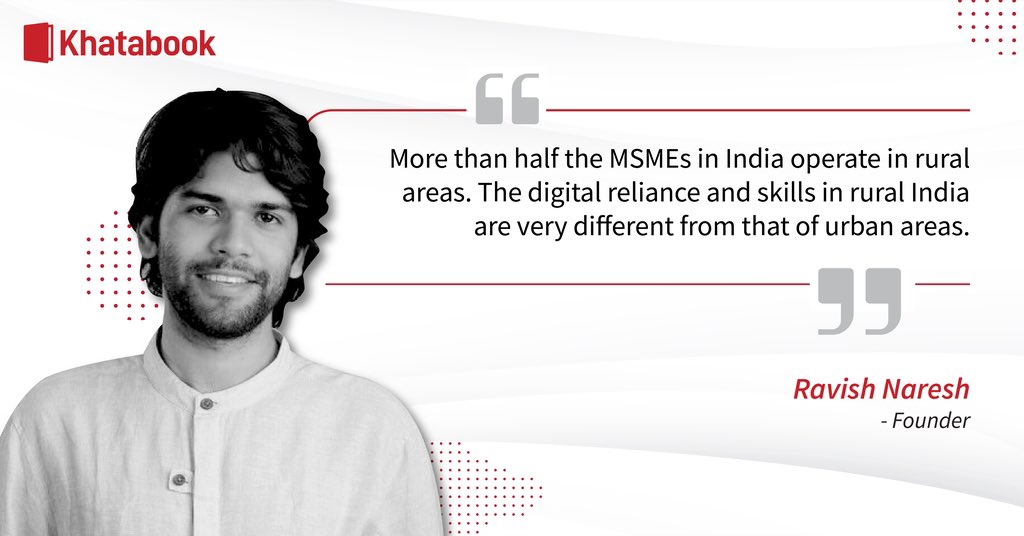 Khatabook
More than half the MSMEs in India operate in rural
areas. The digital reliance and skills in rural India
are very different from that of urban areas.
Ravish Naresh
- Founder